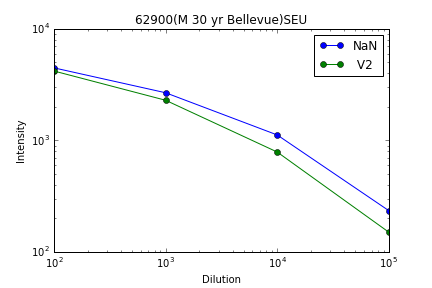 62900(M 30 yr Bellevue)SEU
NaN
V2
Intensity
10^4
10^3
10^2
10^2 10^3 10^4 10^5
Dilution